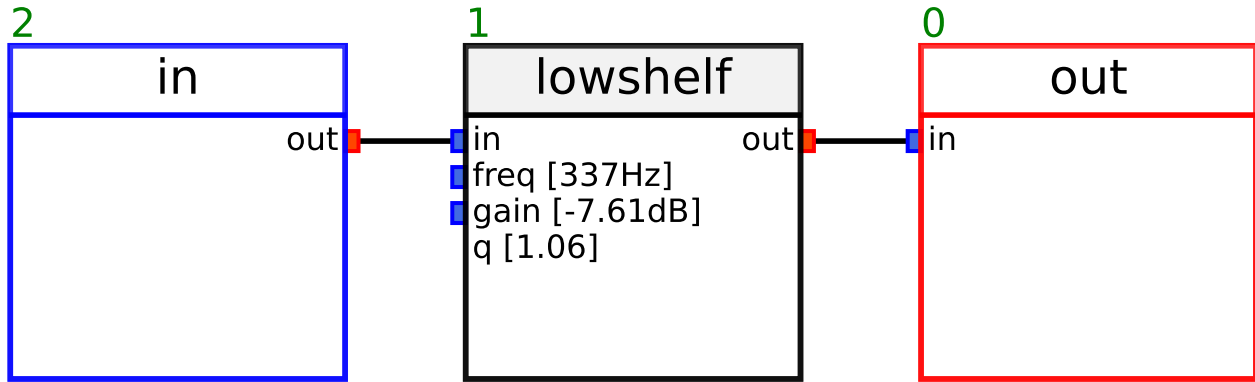 2
in
out
1
lowshelf
in
out
freq [337Hz]
gain [-7.61dB]
q [1.06]
0
out
in